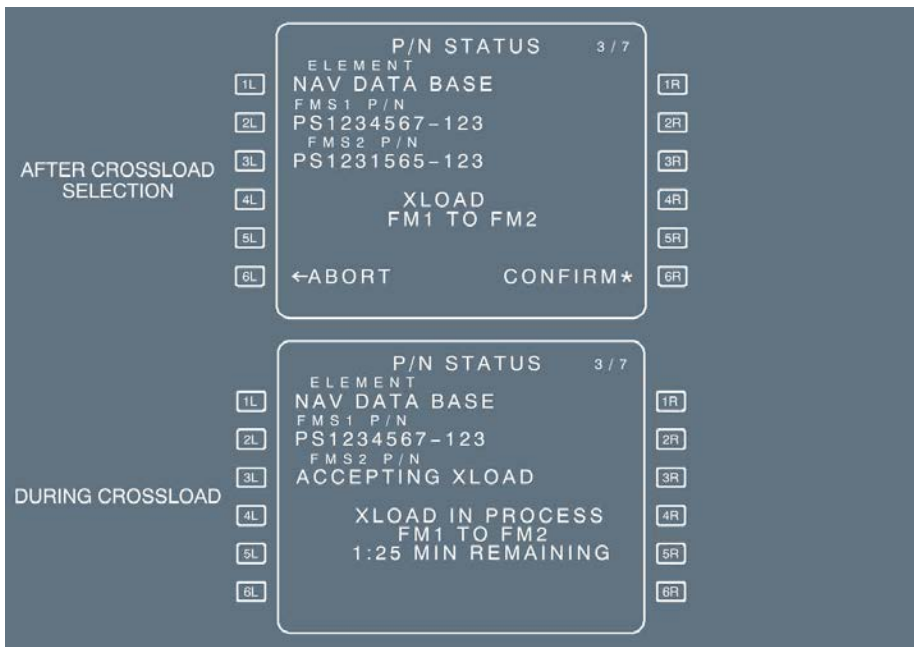 P/N STATUS 3/7
ELEMENT
1L NAV DATA BASE 1R
FMS1 P/N
2L PS1234567-123 2R
FMS2 P/N
3L PS1231565-123 3R
AFTER CROSSLOAD
SELECTION
4L XLOAD 4R
FM1 TO FM2
5L 5R
6L ←ABORT CONFIRM* 6R
P/N STATUS 3/7
ELEMENT
1L NAV DATA BASE 1R
FMS1 P/N
2L PS1234567-123 2R
FMS2 P/N
3L ACCEPTING XLOAD 3R
DURING CROSSLOAD
4L XLOAD IN PROCESS 4R
FM1 TO FM2
5L 1:25 MIN REMAINING 5R
6L 6R